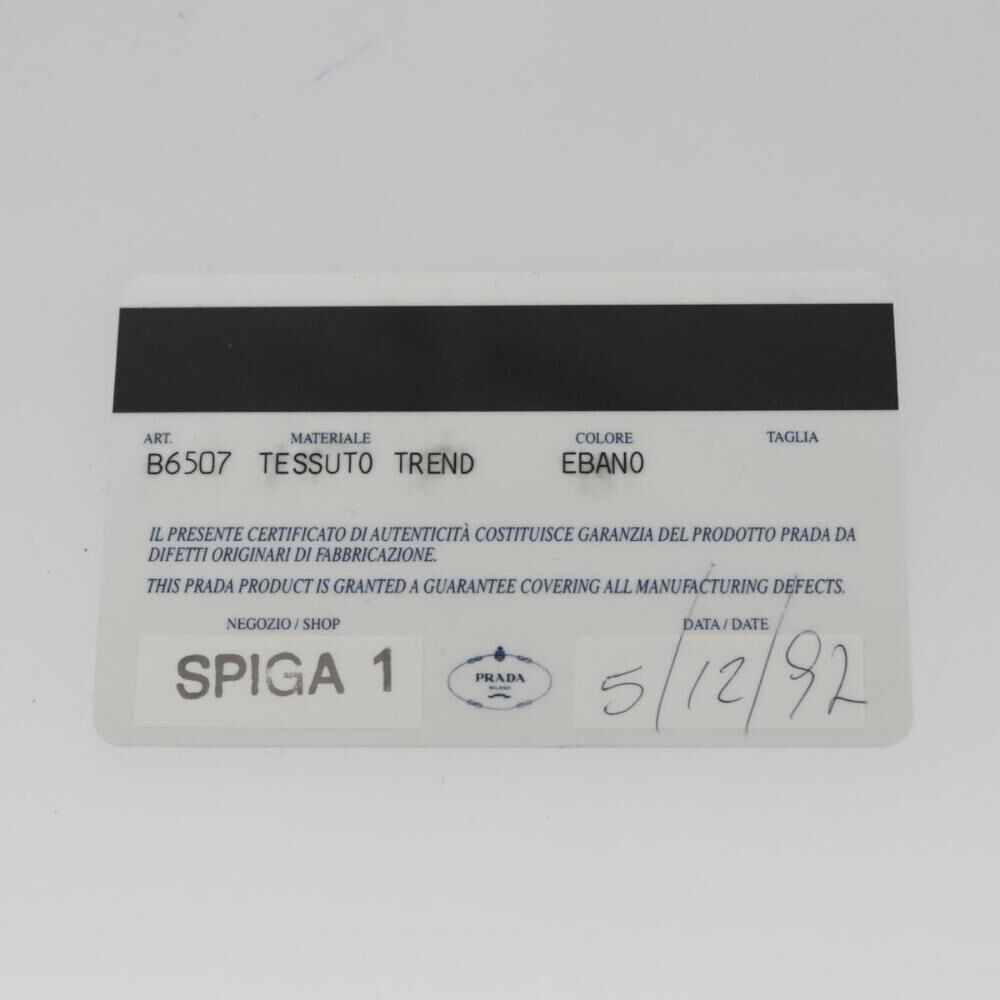 ART. MATERIALE COLORE TAGLIA
B6507 TESSUTO TREND EBANO
IL PRESENTE CERTIFICATO DI AUTENTICITÀ COSTITUISCE GARANZIA DEL PRODOTTO PRADA DA
DIFETTI ORIGINARI DI FABBRICAZIONE.
THIS PRADA PRODUCT IS GRANTED A GUARANTEE COVERING ALL MANUFACTURING DEFECTS.
NEGOZIO / SHOP DATA / DATE
SPIGA 1 5/12/92
PRADA
MILANO